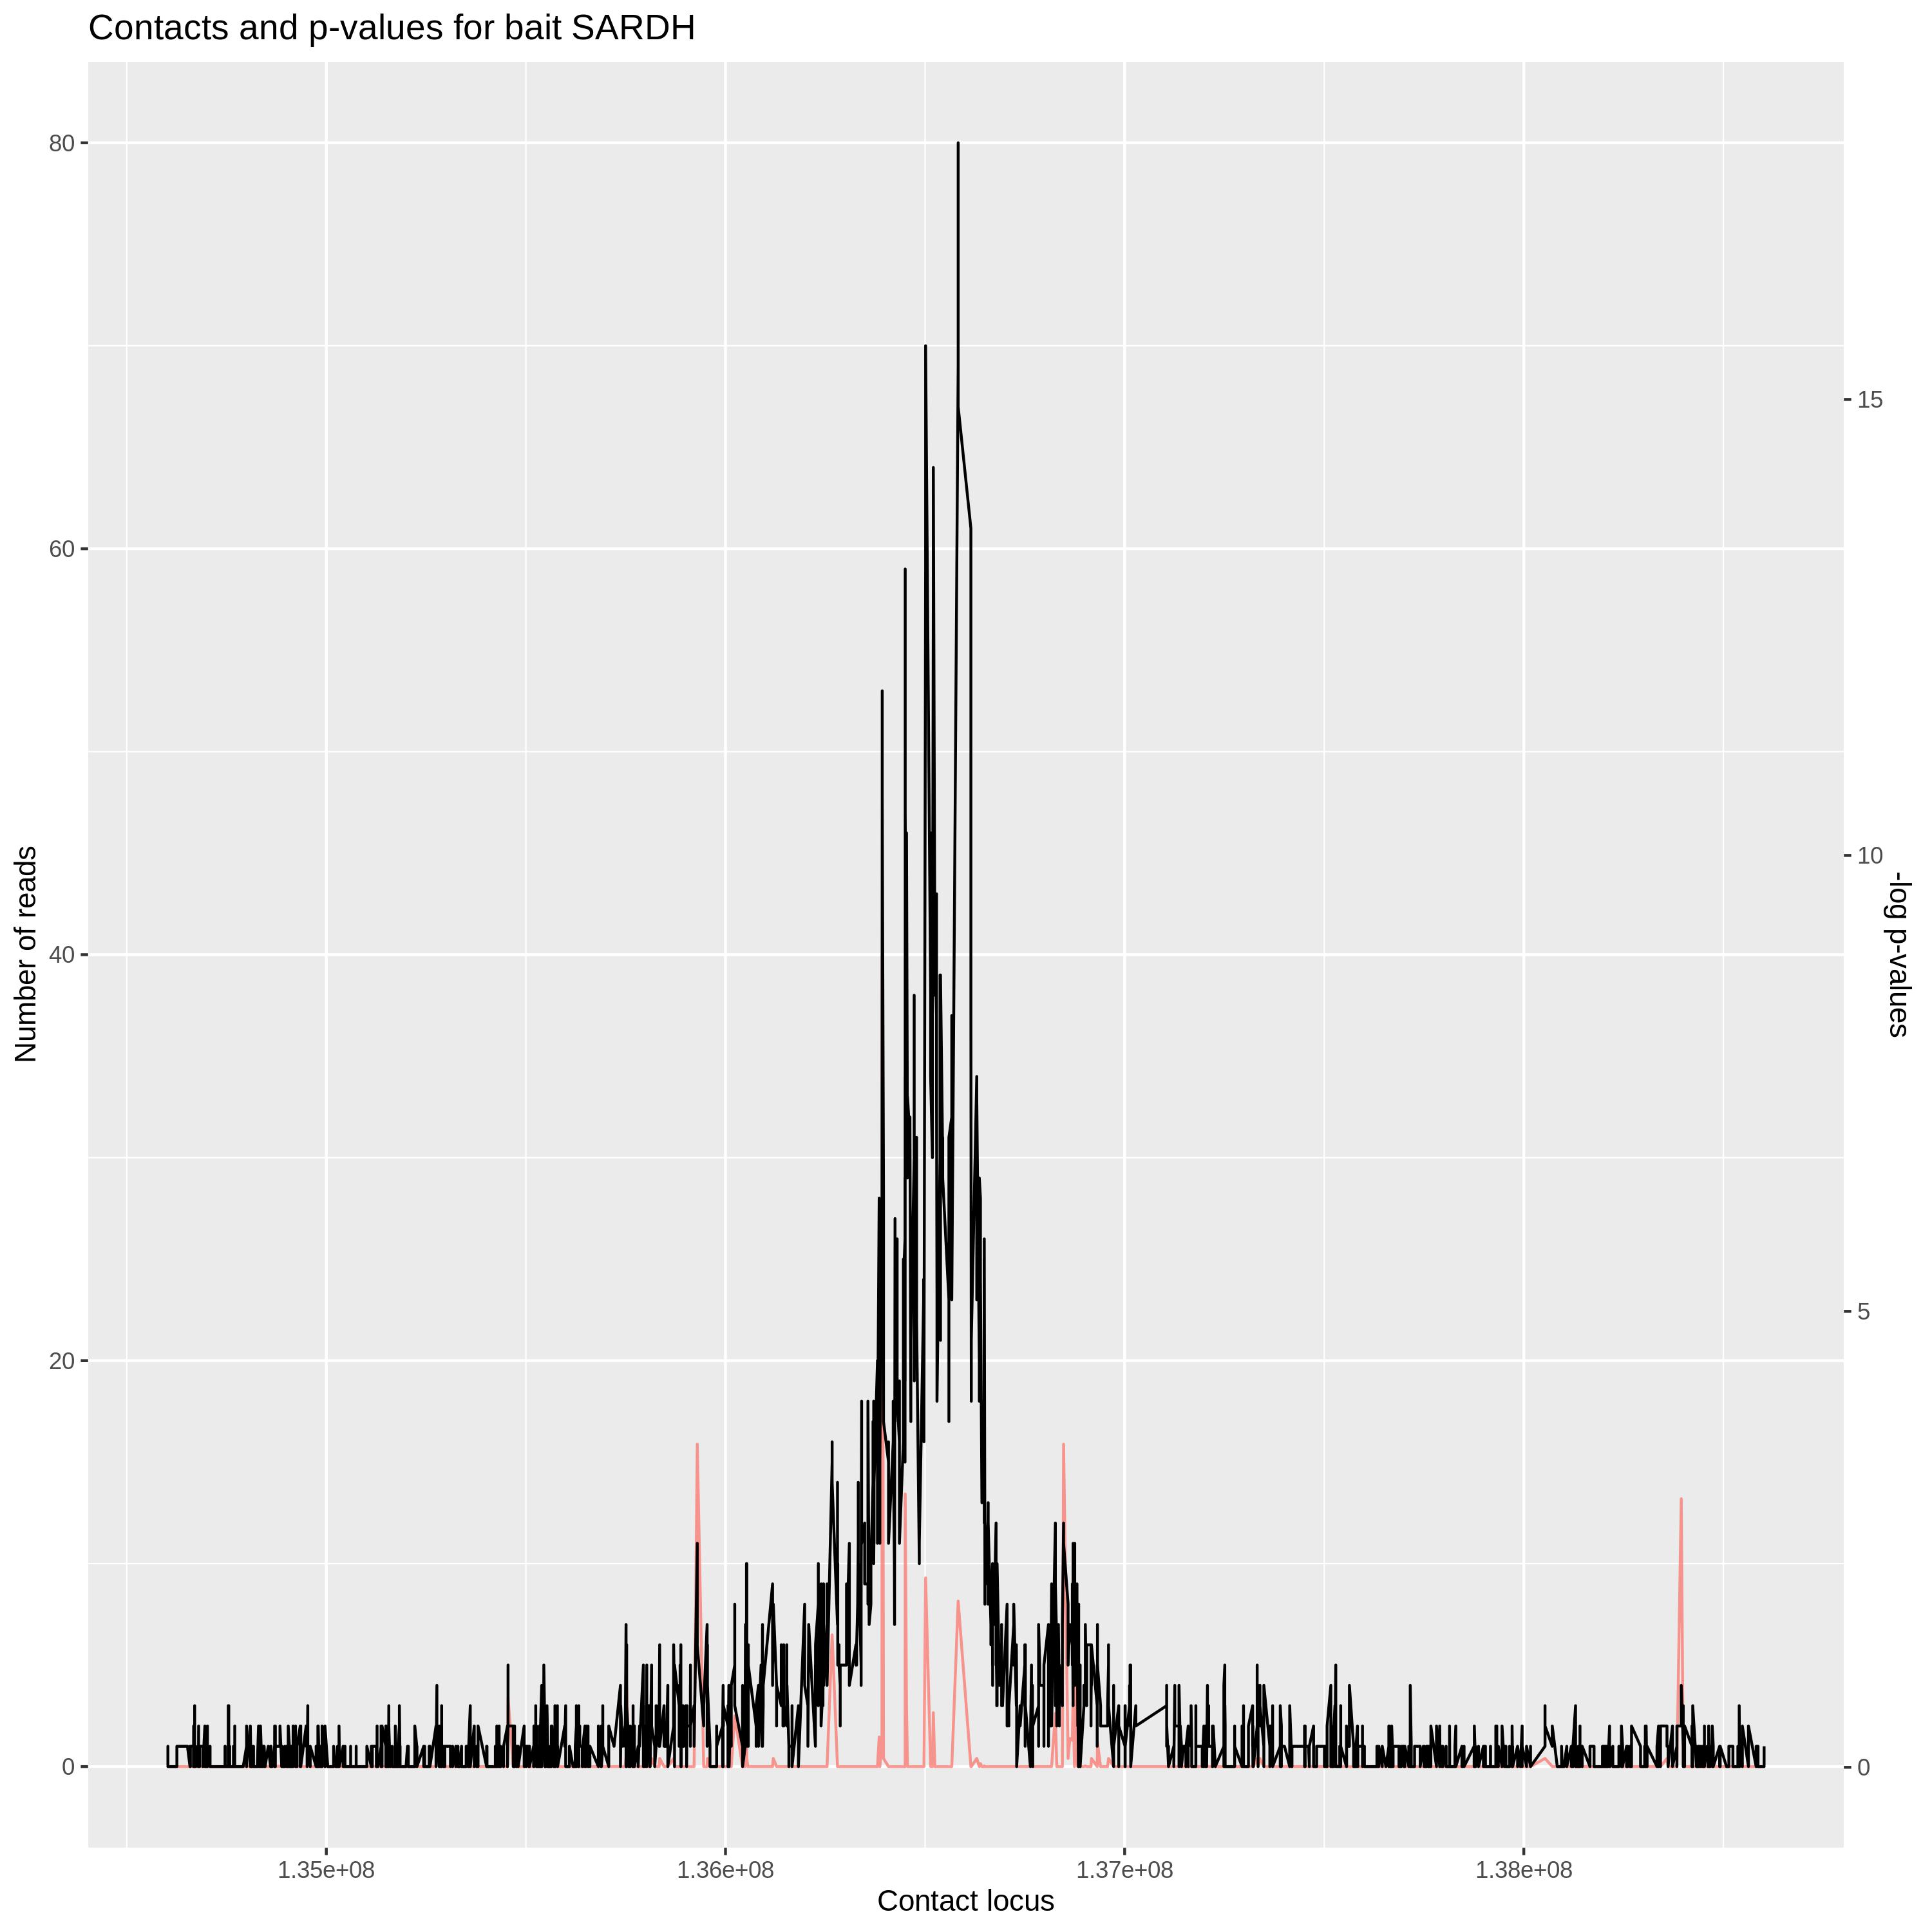 Contacts and p-values for bait SARDH
80
60
40
20
0
Number of reads
15
10
5
0
-log p-values
1.35e+08 1.36e+08 1.37e+08 1.38e+08
Contact locus